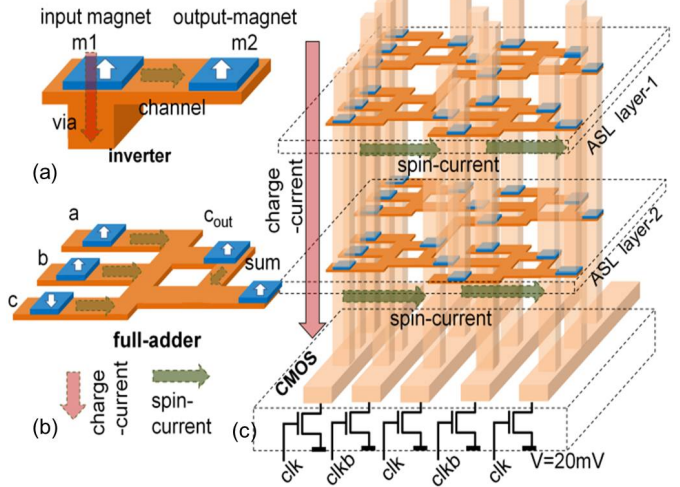 input magnet
m1
output-magnet
m2
channel
via
inverter
(a)
a
b
c
c_out
sum
full-adder
charge
-current
spin-
current
(b)
charge
-current
spin-current
ASL layer-1
spin-current
ASL layer-2
CMOS
(c)
clk
clkb
clk
clkb
clk
V=20mV